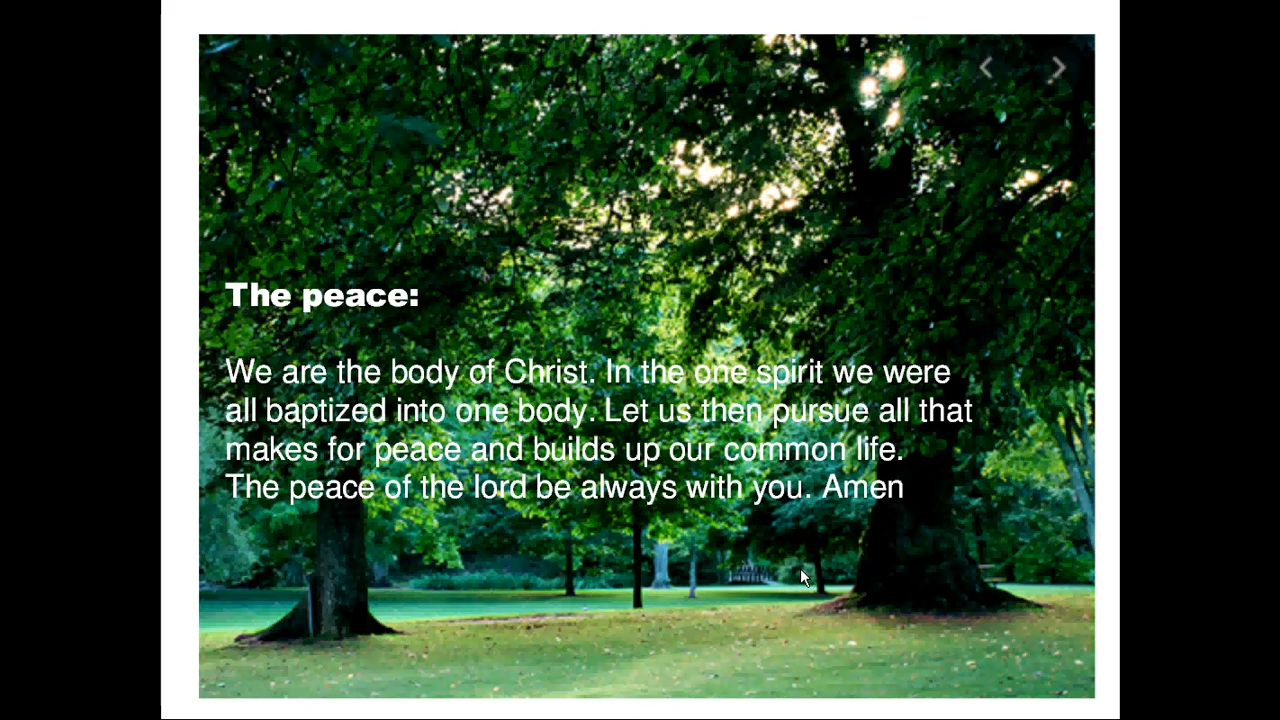 The peace:
We are the body of Christ. In the one spirit we were
all baptized into one body. Let us then pursue all that
makes for peace and builds up our common life.
The peace of the lord be always with you. Amen